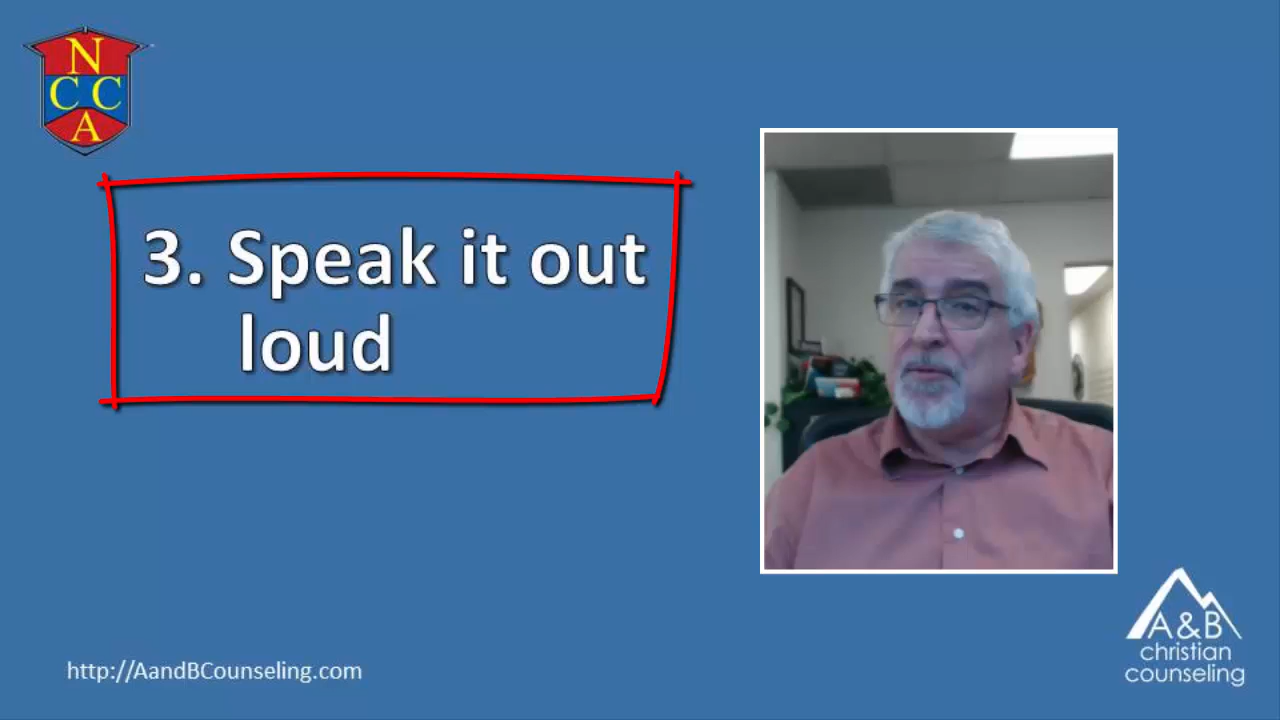 N
C C
A
3. Speak it out
loud
http://AandBCounseling.com
A & B
christian
counseling